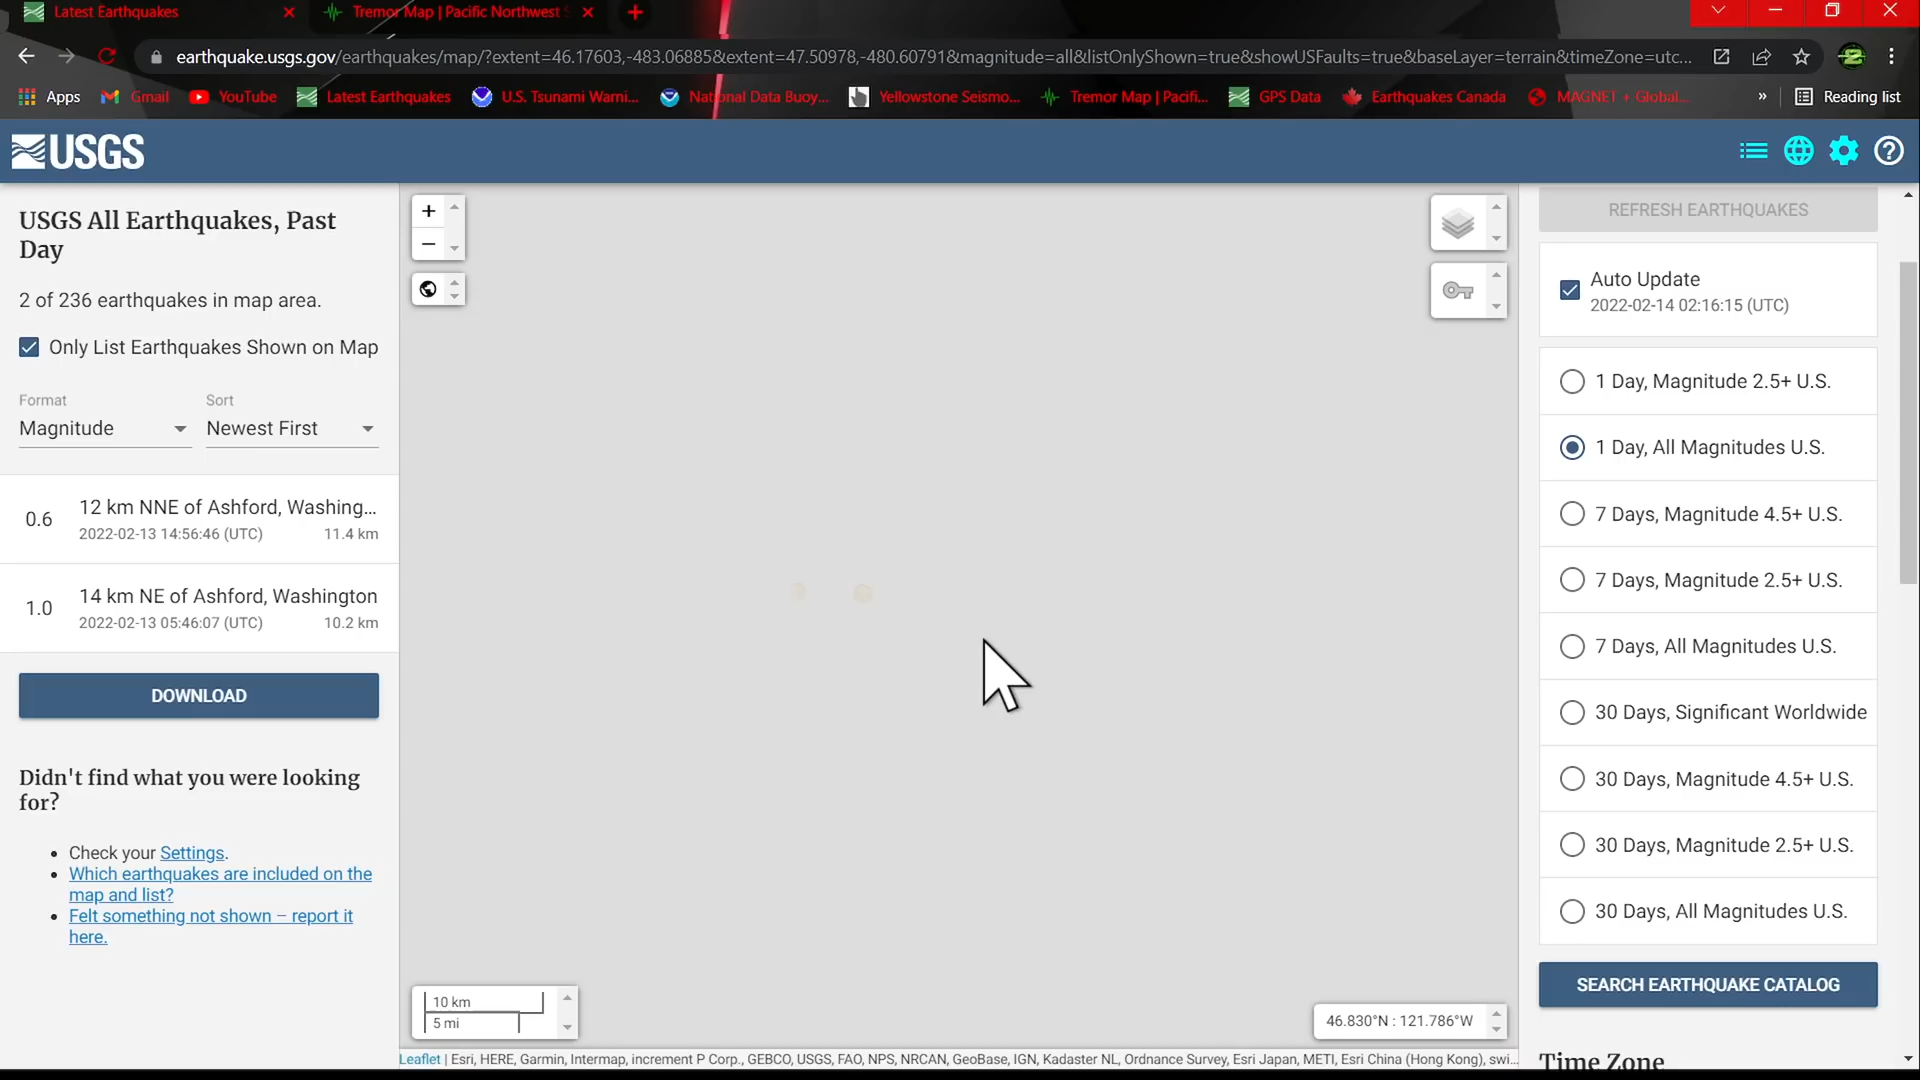 Latest Earthquakes
Tremor Map | Pacific Northwest S
earthquake.usgs.gov/earthquakes/map/?extent=46.17603,-483.06885&extent=47.50978,-480.60791&magnitude=all&listOnlyShown=true&showUSFaults=true&baseLayer=terrain&timeZone=utc...
Apps
Gmail
YouTube
Latest Earthquakes
U.S. Tsunami Warni...
National Data Buoy...
Yellowstone Seismo...
Tremor Map | Pacifi...
GPS Data
Earthquakes Canada
MAGNET + Global...
»
Reading list
USGS
USGS All Earthquakes, Past
Day
2 of 236 earthquakes in map area.
Only List Earthquakes Shown on Map
Format
Sort
Magnitude
Newest First
0.6
12 km NNE of Ashford, Washing...
2022-02-13 14:56:46 (UTC)
11.4 km
1.0
14 km NE of Ashford, Washington
2022-02-13 05:46:07 (UTC)
10.2 km
DOWNLOAD
Didn't find what you were looking
for?
• Check your Settings.
• Which earthquakes are included on the
map and list?
• Felt something not shown – report it
here.
+
−
10 km
5 mi
46.830°N : 121.786°W
Leaflet | Esri, HERE, Garmin, Intermap, increment P Corp., GEBCO, USGS, FAO, NPS, NRCAN, GeoBase, IGN, Kadaster NL, Ordnance Survey, Esri Japan, METI, Esri China (Hong Kong), swi...
REFRESH EARTHQUAKES
Auto Update
2022-02-14 02:16:15 (UTC)
1 Day, Magnitude 2.5+ U.S.
1 Day, All Magnitudes U.S.
7 Days, Magnitude 4.5+ U.S.
7 Days, Magnitude 2.5+ U.S.
7 Days, All Magnitudes U.S.
30 Days, Significant Worldwide
30 Days, Magnitude 4.5+ U.S.
30 Days, Magnitude 2.5+ U.S.
30 Days, All Magnitudes U.S.
SEARCH EARTHQUAKE CATALOG
Time Zone